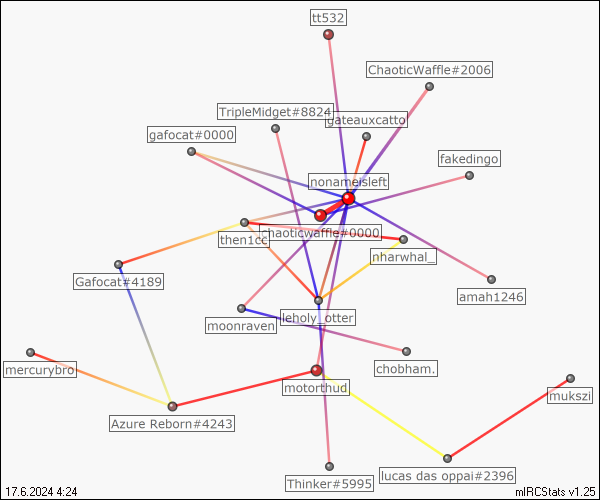 tt532
ChaoticWaffle#2006
TripleMidget#8824
gateauxcatto
gafocat#0000
fakedingo
nonameisleft
chaoticwaffle#0000
then1cc
nharwhal_
Gafocat#4189
amah1246
moonraven
leholy_otter
mercurybro
chobham.
motorthud
mukszi
Azure Reborn#4243
Thinker#5995
lucas das oppai#2396
17.6.2024 4:24
mIRCStats v1.25